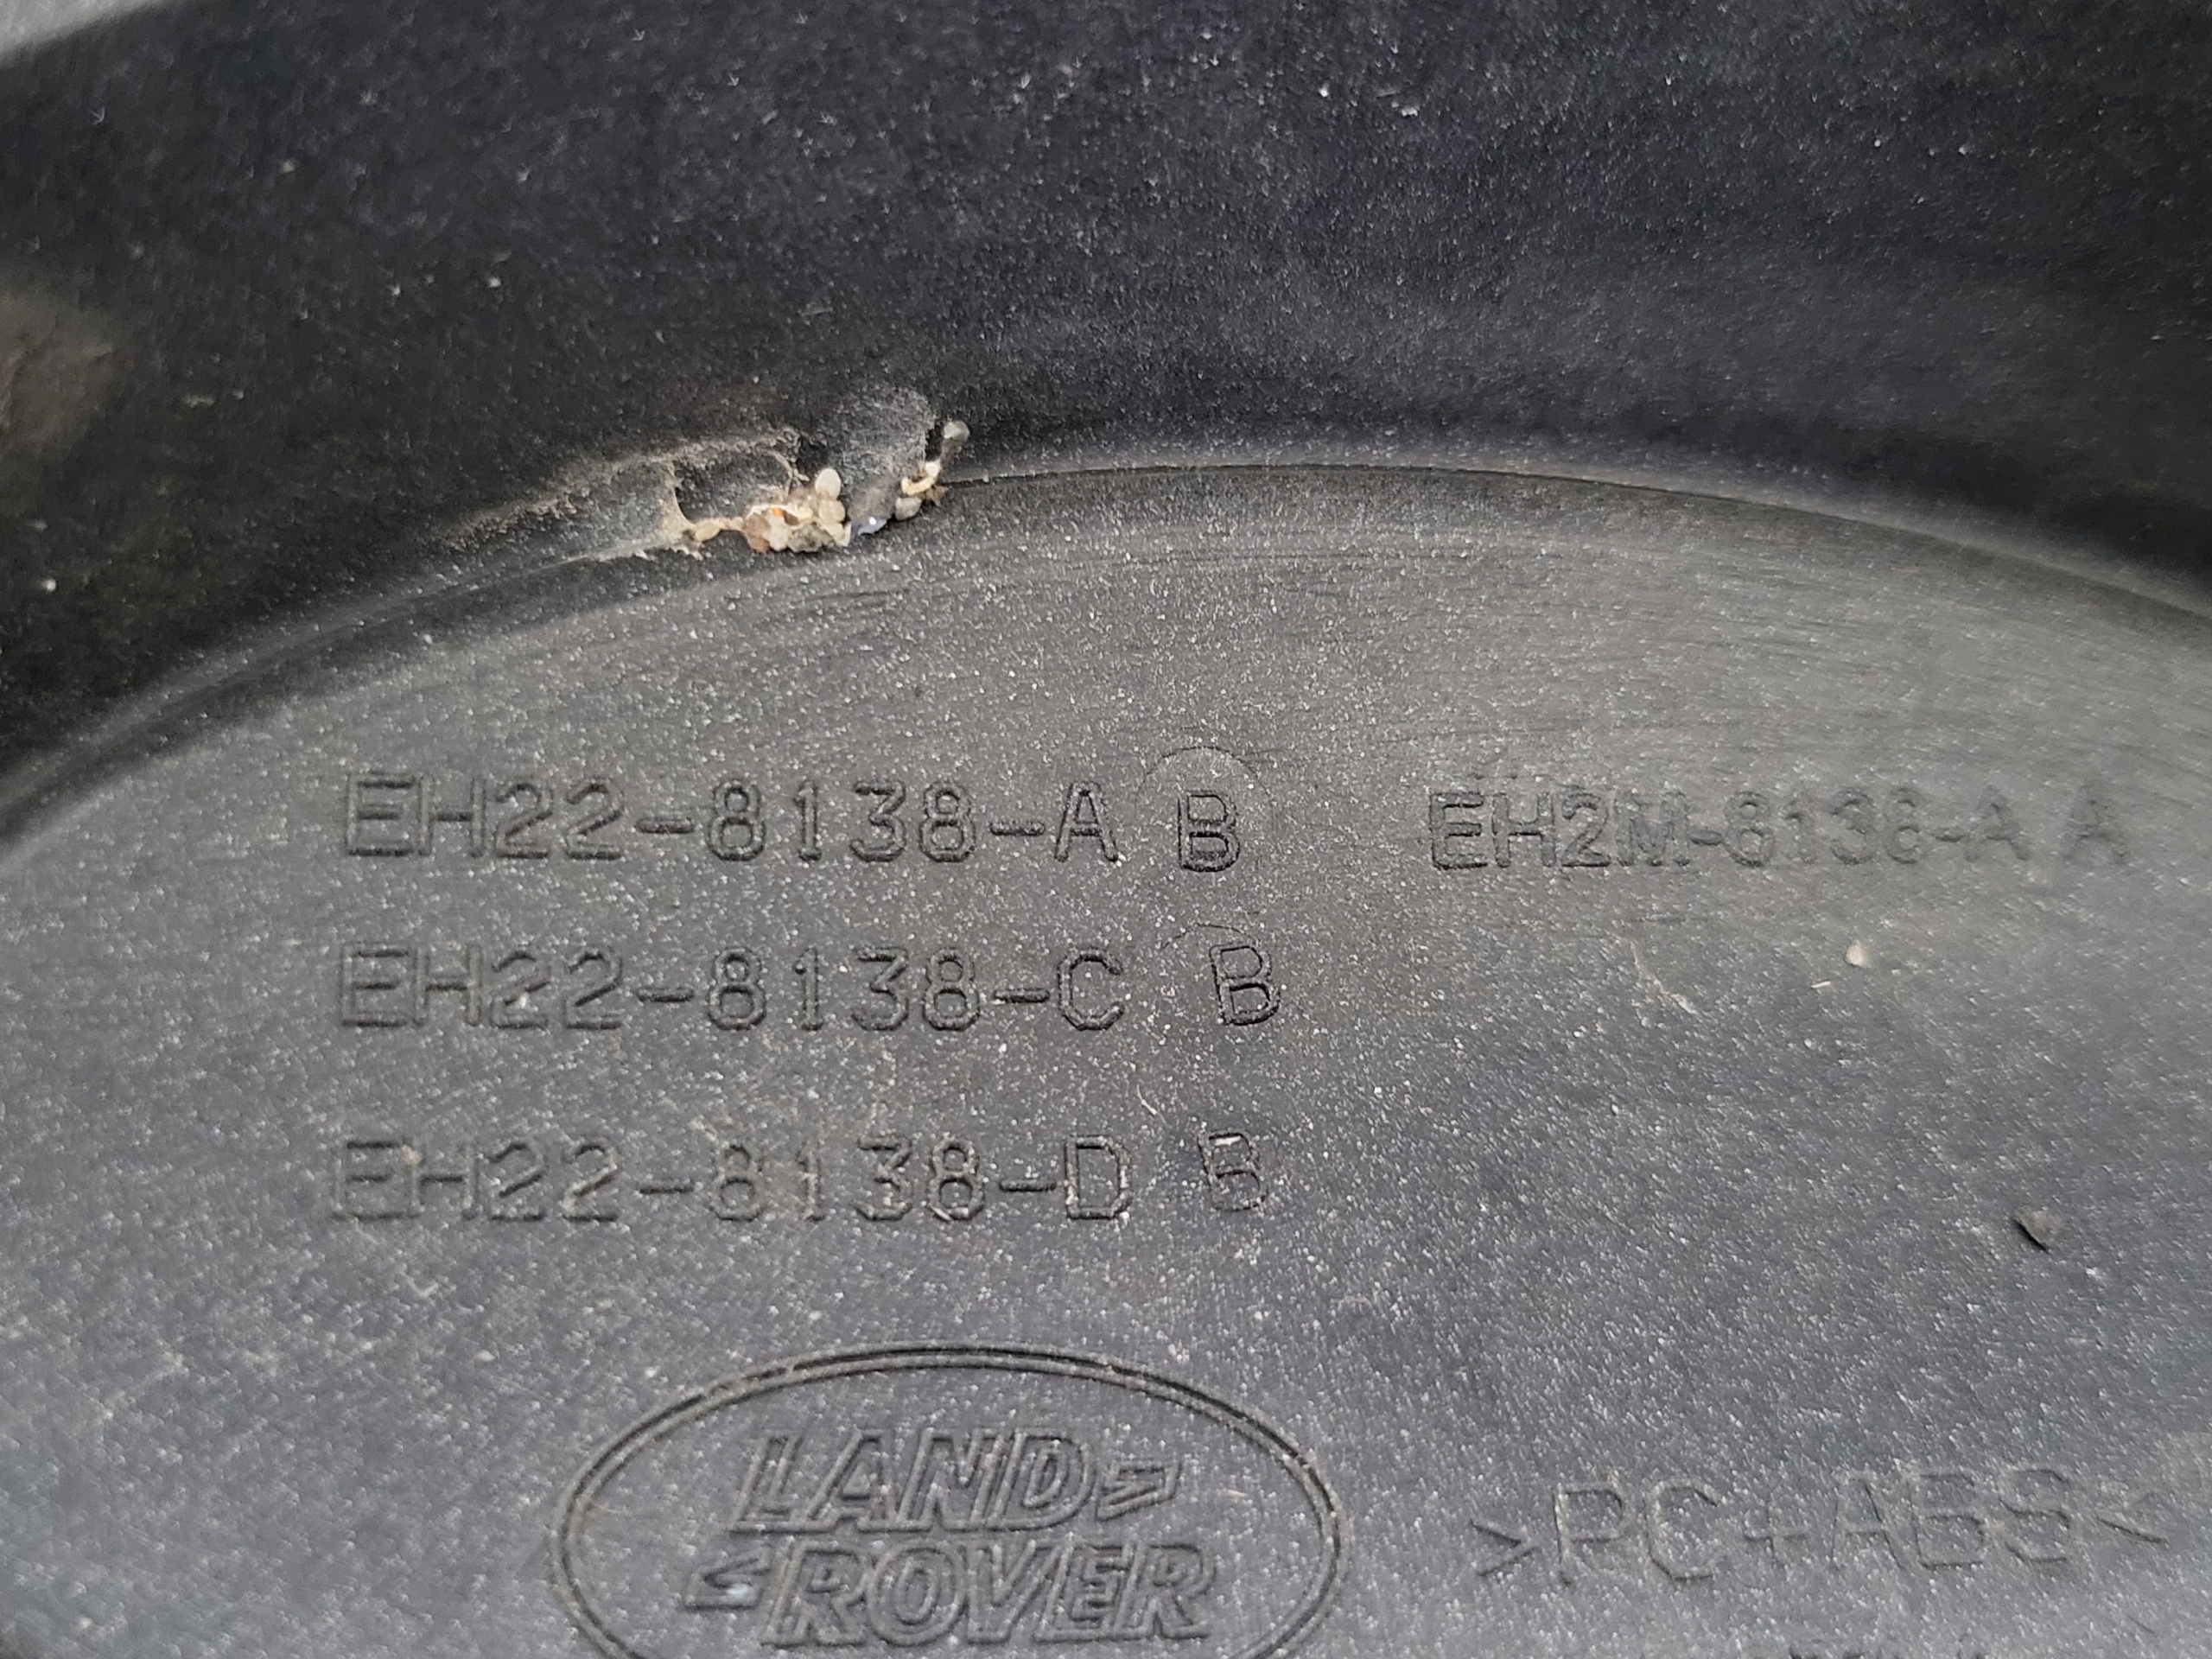 EH22-8138-A B EH2M-8138-A A
EH22-8138-C B
EH22-8138-D B
LAND
ROVER
>PC+ABS<